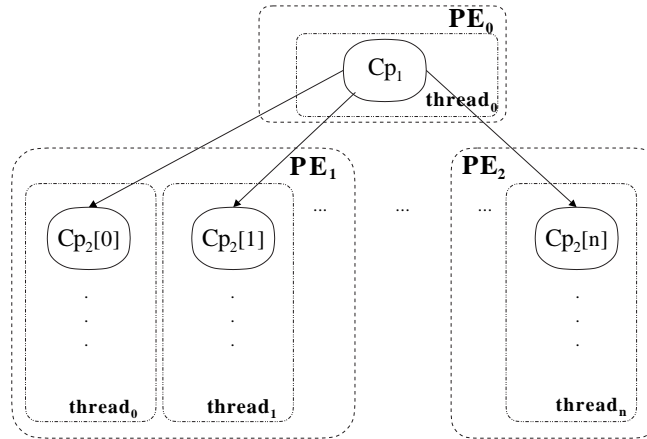 PE₀
Cp₁
thread₀
PE₁ PE₂
... ... ...
Cp₂[0] Cp₂[1] Cp₂[n]
. . .
. . .
. . .
thread₀ thread₁ threadₙ